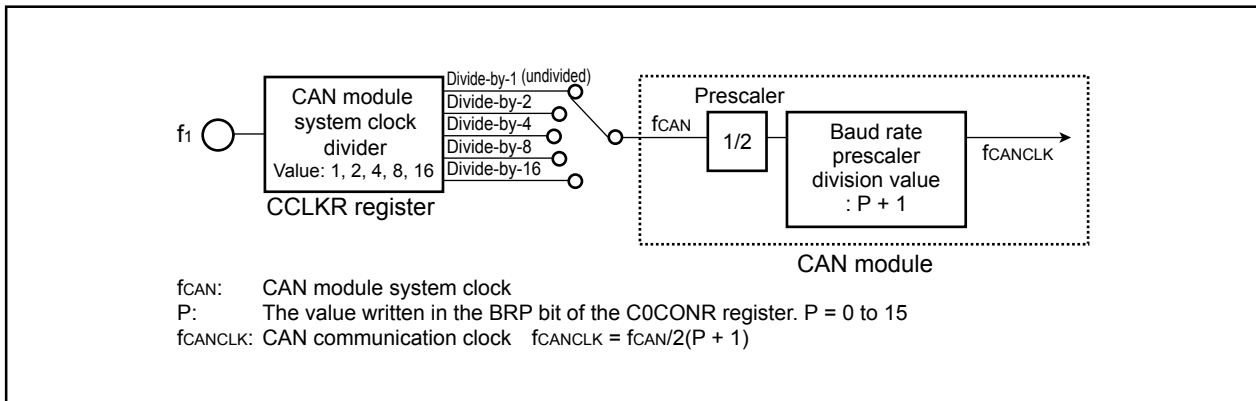 Divide-by-1 (undivided)
Divide-by-2
Divide-by-4
Divide-by-8
Divide-by-16
f1
CAN module
system clock
divider
Value: 1, 2, 4, 8, 16
CCLKR register
fCAN
Prescaler
1/2
Baud rate
prescaler
division value
: P + 1
fCANCLK
CAN module
fCAN: CAN module system clock
P: The value written in the BRP bit of the C0CONR register. P = 0 to 15
fCANCLK: CAN communication clock fCANCLK = fCAN/2(P + 1)